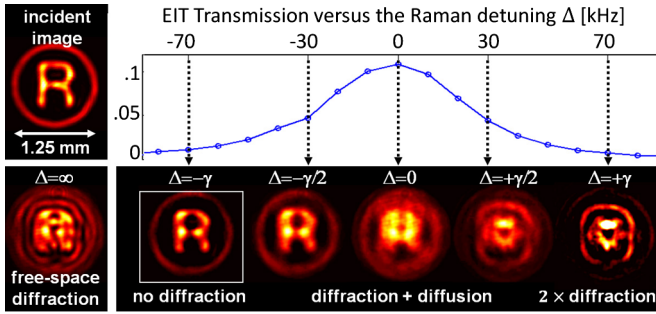 incident
image
1.25 mm
EIT Transmission versus the Raman detuning Δ [kHz]
-70 -30 0 30 70
.1
.05
0
Δ=∞
free-space
diffraction
Δ=−γ Δ=−γ/2 Δ=0 Δ=+γ/2 Δ=+γ
R R R
no diffraction diffraction + diffusion 2 × diffraction